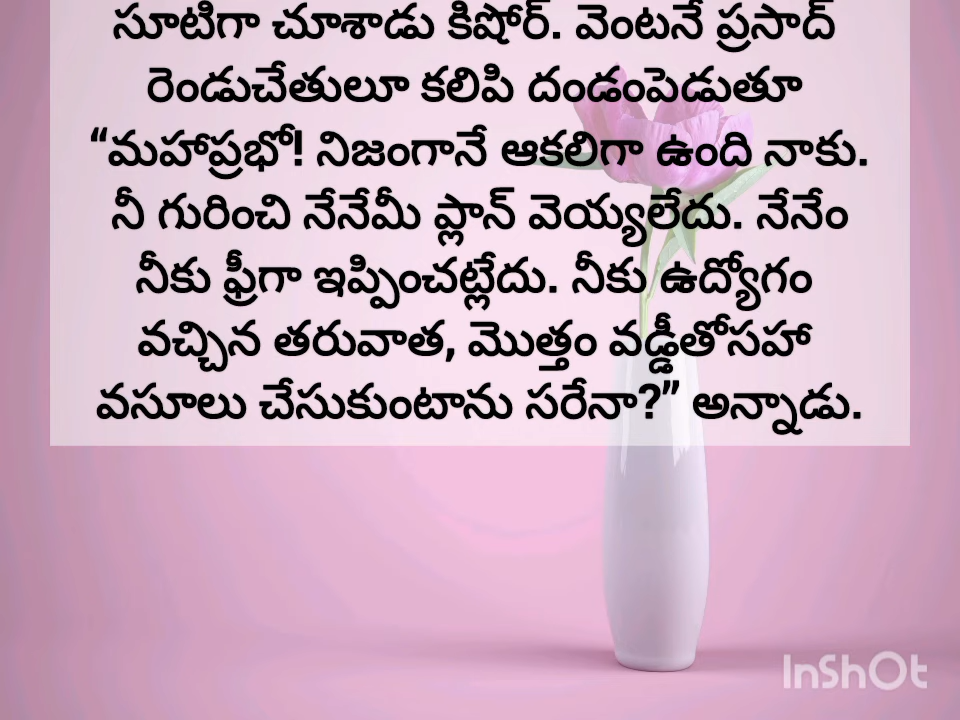 సూటిగా చూశాడు కిషోర్. వెంటనే ప్రసాద్
రెండుచేతులూ కలిపి దండంపెడుతూ
“మహాప్రభో! నిజంగానే ఆకలిగా ఉంది నాకు.
నీ గురించి నేనేమీ ప్లాన్ వెయ్యలేదు. నేనేం
నీకు ఫ్రీగా ఇప్పించట్లేదు. నీకు ఉద్యోగం
వచ్చిన తరువాత, మొత్తం వడ్డీతోసహా
వసూలు చేసుకుంటాను సరేనా?” అన్నాడు.
InShOt